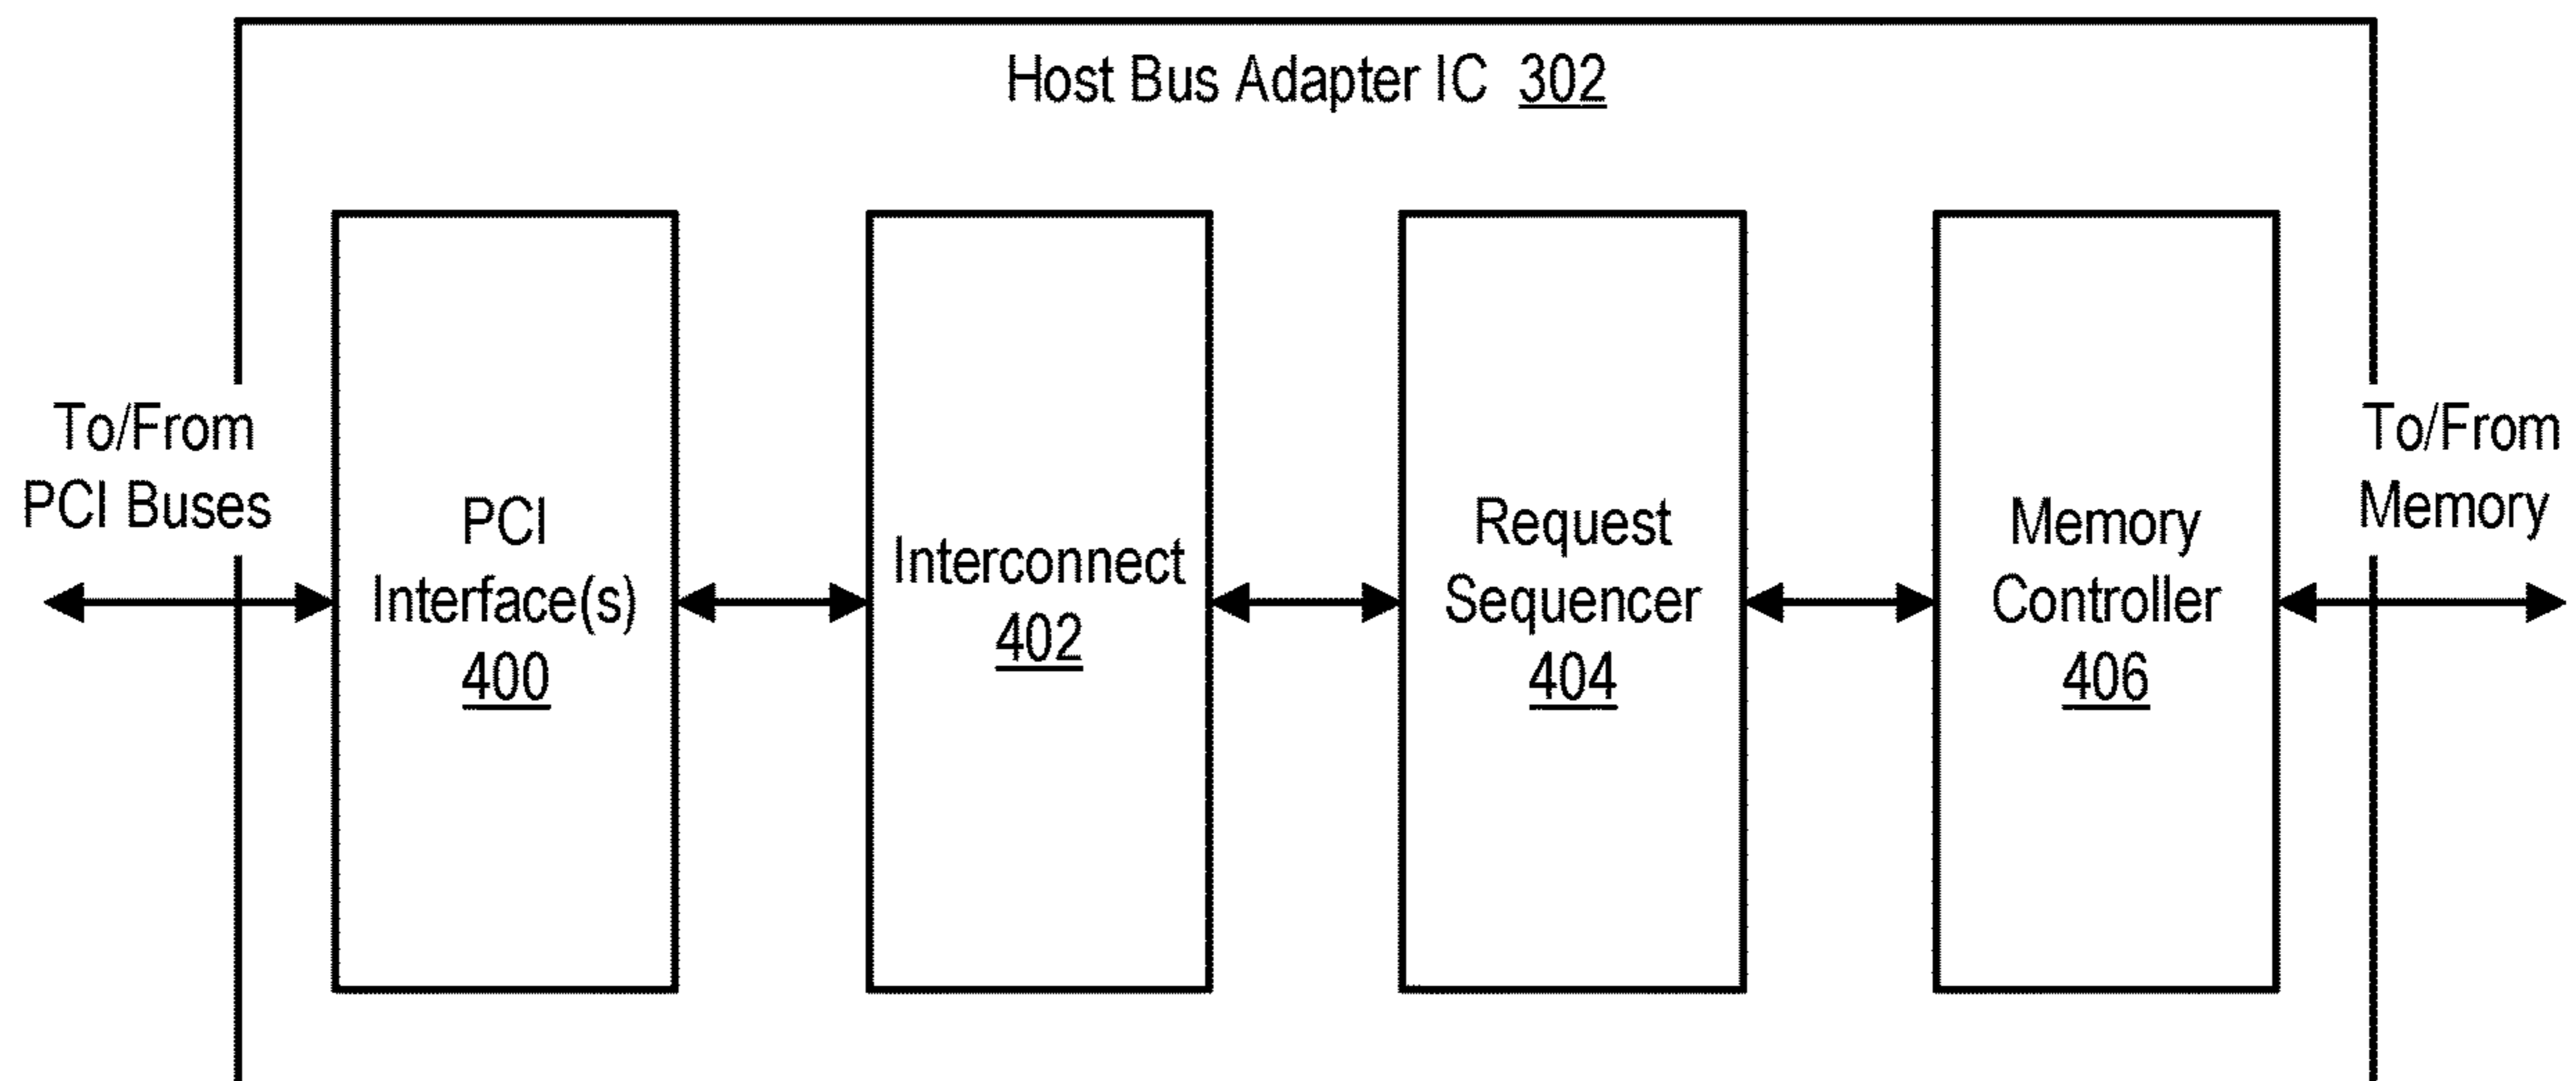 Host Bus Adapter IC 302
To/From
PCI Buses
PCI
Interface(s)
400
Interconnect
402
Request
Sequencer
404
Memory
Controller
406
To/From
Memory